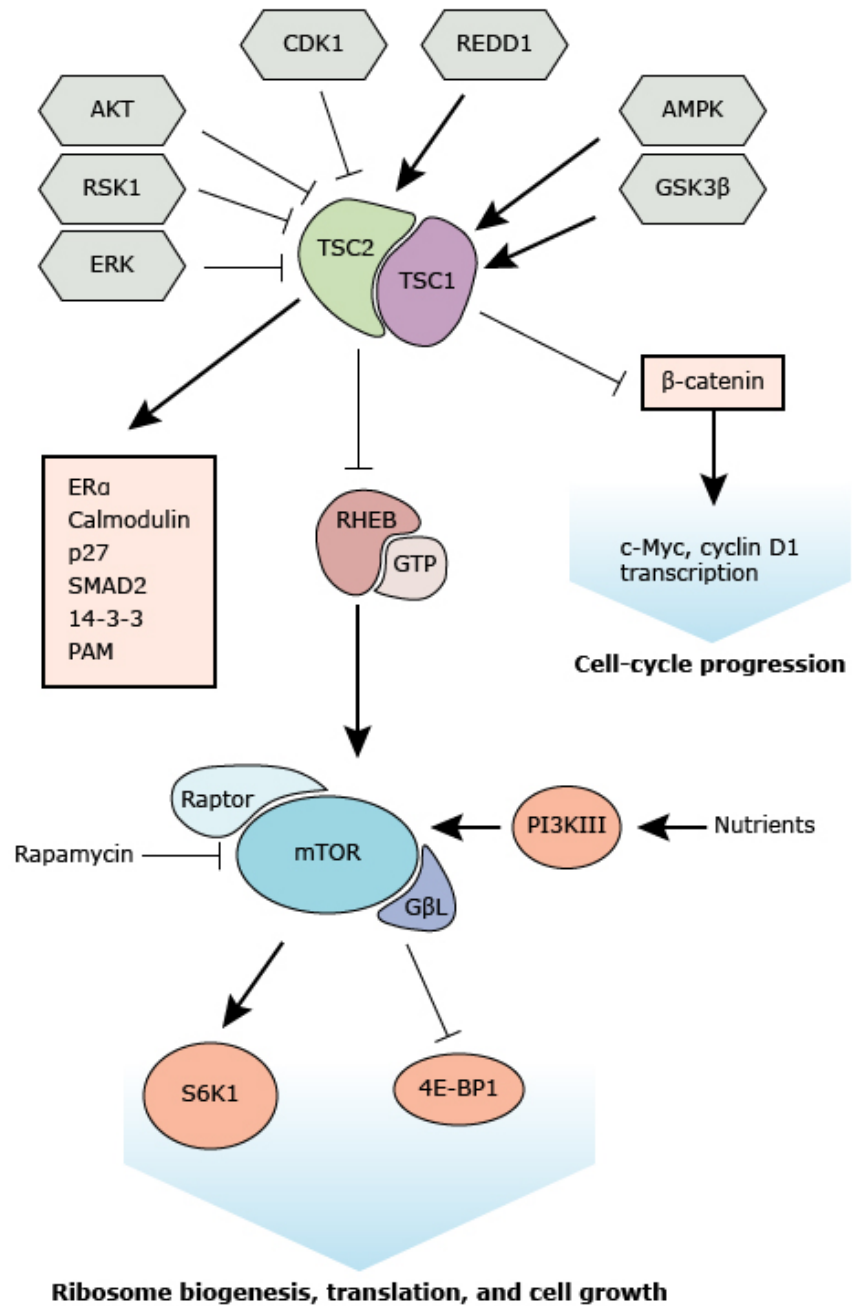 CDK1
REDD1
AKT
AMPK
RSK1
GSK3β
ERK
TSC2
TSC1
β-catenin
ERα
Calmodulin
p27
SMAD2
14-3-3
PAM
RHEB
GTP
c-Myc, cyclin D1
transcription
Cell-cycle progression
Raptor
Rapamycin
mTOR
PI3KIII
Nutrients
GβL
S6K1
4E-BP1
Ribosome biogenesis, translation, and cell growth